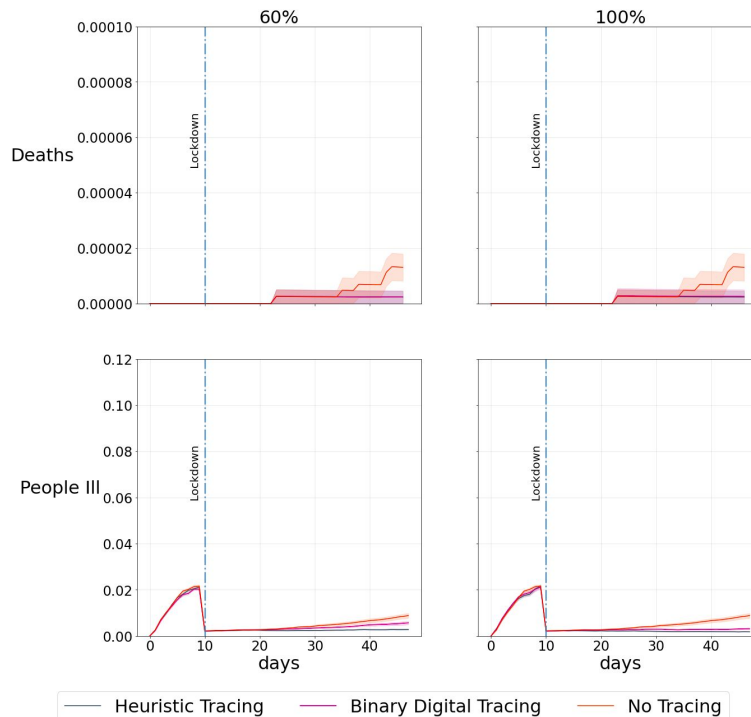 60%
100%
0.00010
0.00008
0.00006
0.00004
0.00002
0.00000
Deaths
Lockdown
Lockdown
0.12
0.10
0.08
0.06
0.04
0.02
0.00
People Ill
Lockdown
Lockdown
0 10 20 30 40
0 10 20 30 40
days
days
Heuristic Tracing
Binary Digital Tracing
No Tracing